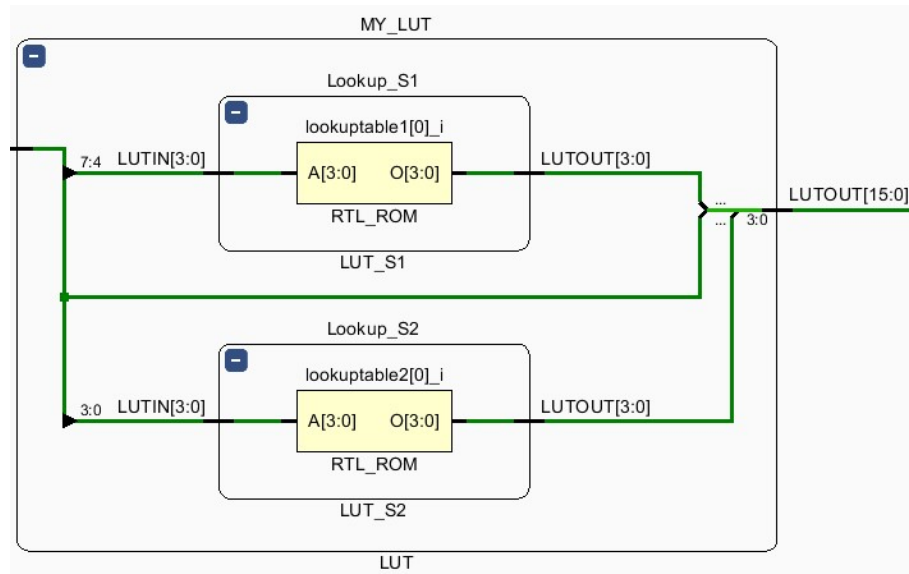 MY_LUT
Lookup_S1
lookuptable1[0]_i
7:4 LUTIN[3:0] A[3:0] O[3:0] LUTOUT[3:0]
RTL_ROM
LUT_S1
... LUTOUT[15:0]
... 3:0
Lookup_S2
lookuptable2[0]_i
3:0 LUTIN[3:0] A[3:0] O[3:0] LUTOUT[3:0]
RTL_ROM
LUT_S2
LUT